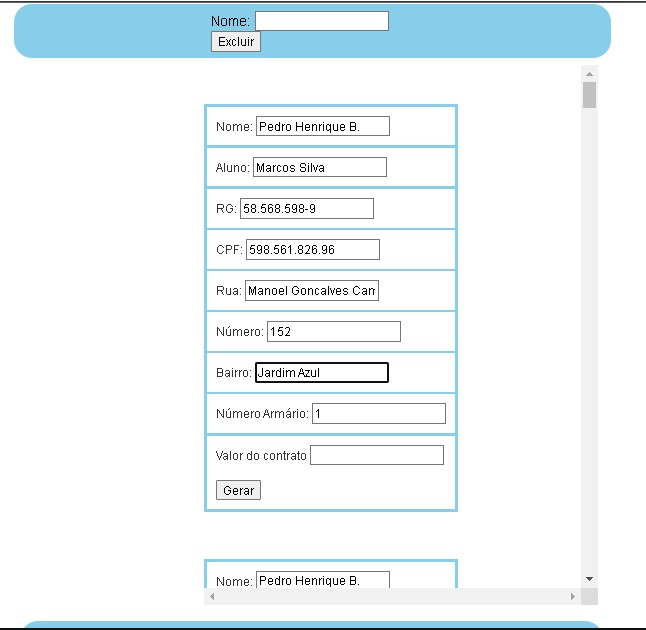 Nome:
Excluir
Nome: Pedro Henrique B.
Aluno: Marcos Silva
RG: 58.568.598-9
CPF: 598.561.826.96
Rua: Manoel Goncalves Cam
Número: 152
Bairro: Jardim Azul
Número Armário: 1
Valor do contrato
Gerar
Nome: Pedro Henrique B.